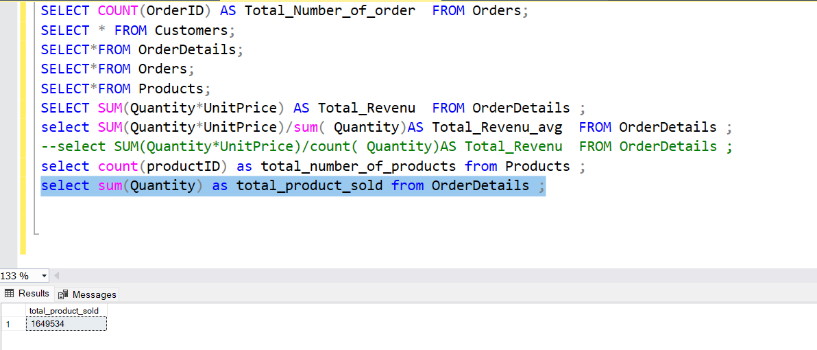 SELECT COUNT(OrderID) AS Total_Number_of_order  FROM Orders;
SELECT * FROM Customers;
SELECT*FROM OrderDetails;
SELECT*FROM Orders;
SELECT*FROM Products;
SELECT SUM(Quantity*UnitPrice) AS Total_Revenu  FROM OrderDetails ;
select SUM(Quantity*UnitPrice)/sum( Quantity)AS Total_Revenu_avg  FROM OrderDetails ;
--select SUM(Quantity*UnitPrice)/count( Quantity)AS Total_Revenu  FROM OrderDetails ;
select count(productID) as total_number_of_products from Products ;
select sum(Quantity) as total_product_sold from OrderDetails ;
133 %
Results Messages
total_product_sold
1 1649534